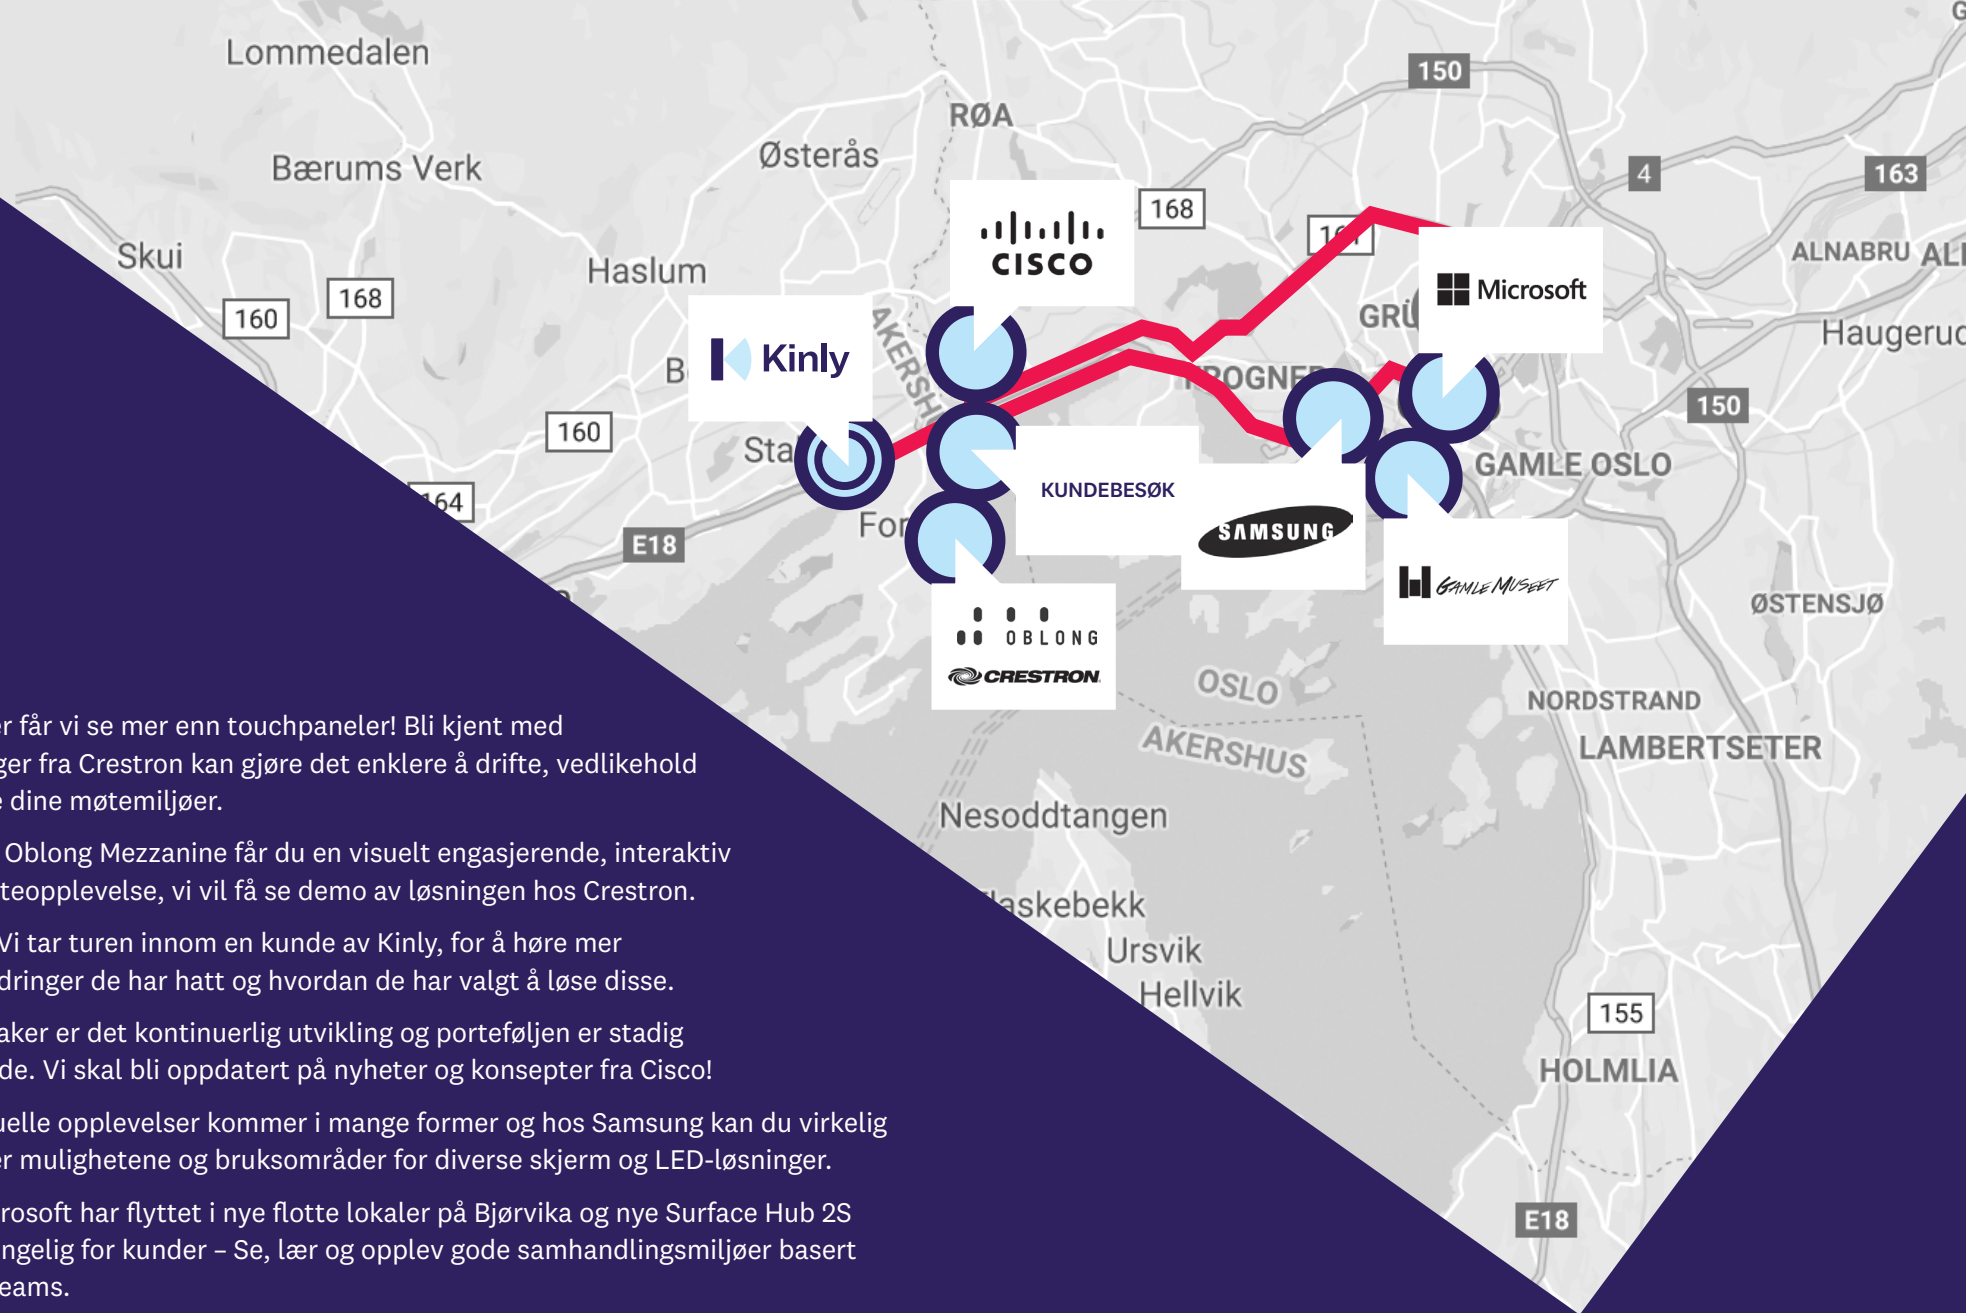 Lommedalen
150
RØA
Østerås
Bærums Verk
4
163
168
CISCO
161
Skui
Haslum
168
160
ALNABRU
Microsoft
Kinly
AKERSHUS
Haugerud
FROGNER
150
160
GAMLE OSLO
KUNDEBESØK
E18
SAMSUNG
GAMLE MUSEET
OBLONG
CRESTRON
ØSTENSJØ
OSLO
AKERSHUS
NORDSTRAND
LAMBERTSETER
Nesoddtangen
Ursvik
Hellvik
155
HOLMLIA
E18
får vi se mer enn touchpaneler! Bli kjent med
fra Crestron kan gjøre det enklere å drifte, vedlikehold
dine møtemiljøer.
Oblong Mezzanine får du en visuelt engasjerende, interaktiv
teopplevelse, vi vil få se demo av løsningen hos Crestron.
Vi tar turen innom en kunde av Kinly, for å høre mer
dringer de har hatt og hvordan de har valgt å løse disse.
aker er det kontinuerlig utvikling og porteføljen er stadig
de. Vi skal bli oppdatert på nyheter og konsepter fra Cisco!
uelle opplevelser kommer i mange former og hos Samsung kan du virkelig
er mulighetene og bruksområder for diverse skjerm og LED-løsninger.
rosoft har flyttet i nye flotte lokaler på Bjørvika og nye Surface Hub 2S
ngelig for kunder – Se, lær og opplev gode samhandlingsmiljøer basert
eams.